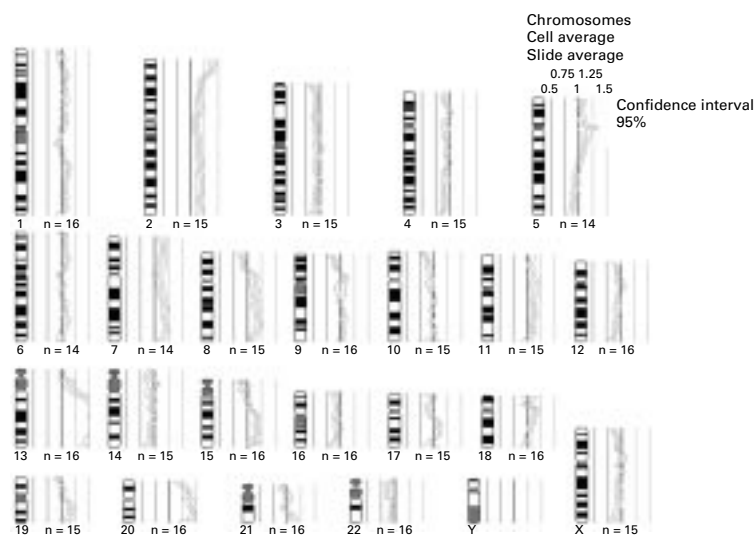 Chromosomes
Cell average
Slide average
0.75 1.25
0.5 1 1.5
Confidence interval
95%
1 n = 16
2 n = 15
3 n = 15
4 n = 15
5 n = 14
6 n = 14
7 n = 14
8 n = 15
9 n = 16
10 n = 15
11 n = 15
12 n = 16
13 n = 16
14 n = 15
15 n = 16
16 n = 16
17 n = 15
18 n = 16
19 n = 15
20 n = 16
21 n = 16
22 n = 16
Y
X n = 15